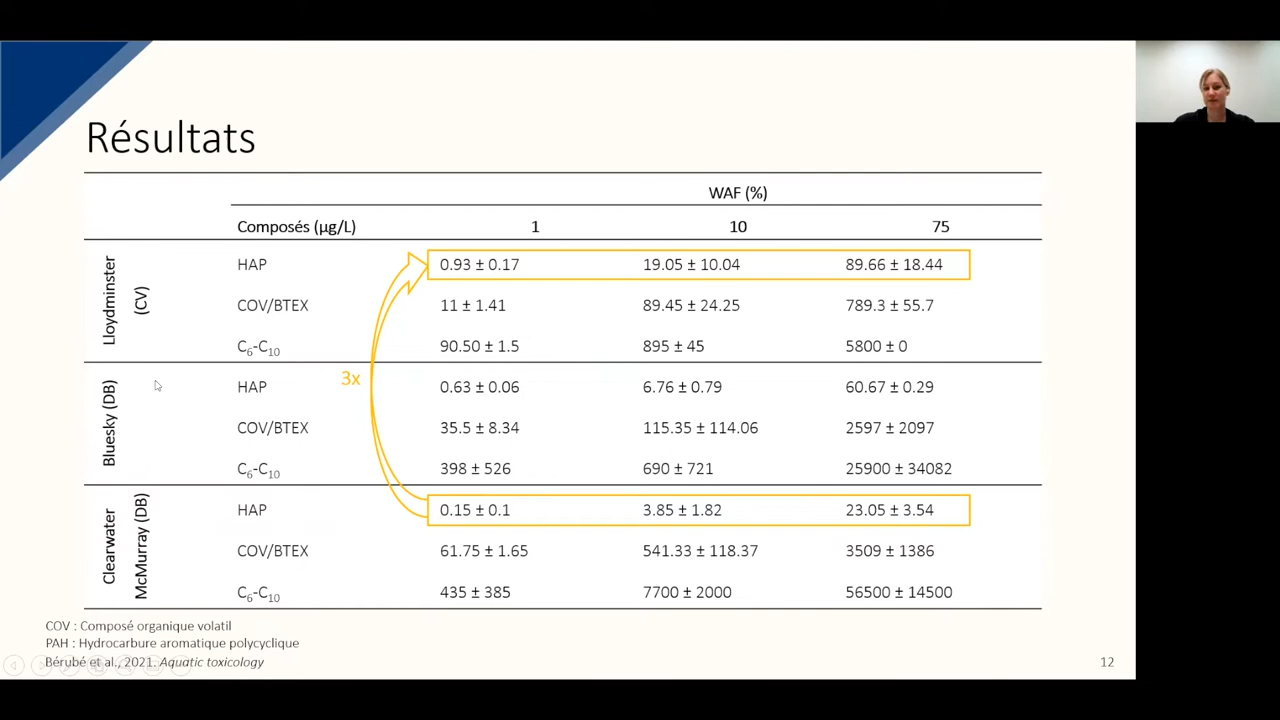 Résultats
WAF (%)
Composés (µg/L) 1 10 75
Lloydminster
(CV)
HAP 0.93 ± 0.17 19.05 ± 10.04 89.66 ± 18.44
COV/BTEX 11 ± 1.41 89.45 ± 24.25 789.3 ± 55.7
C6-C10 90.50 ± 1.5 895 ± 45 5800 ± 0
3x
Bluesky (DB)
HAP 0.63 ± 0.06 6.76 ± 0.79 60.67 ± 0.29
COV/BTEX 35.5 ± 8.34 115.35 ± 114.06 2597 ± 2097
C6-C10 398 ± 526 690 ± 721 25900 ± 34082
Clearwater
McMurray (DB)
HAP 0.15 ± 0.1 3.85 ± 1.82 23.05 ± 3.54
COV/BTEX 61.75 ± 1.65 541.33 ± 118.37 3509 ± 1386
C6-C10 435 ± 385 7700 ± 2000 56500 ± 14500
COV : Composé organique volatil
PAH : Hydrocarbure aromatique polycyclique
Bérubé et al., 2021. Aquatic toxicology
12